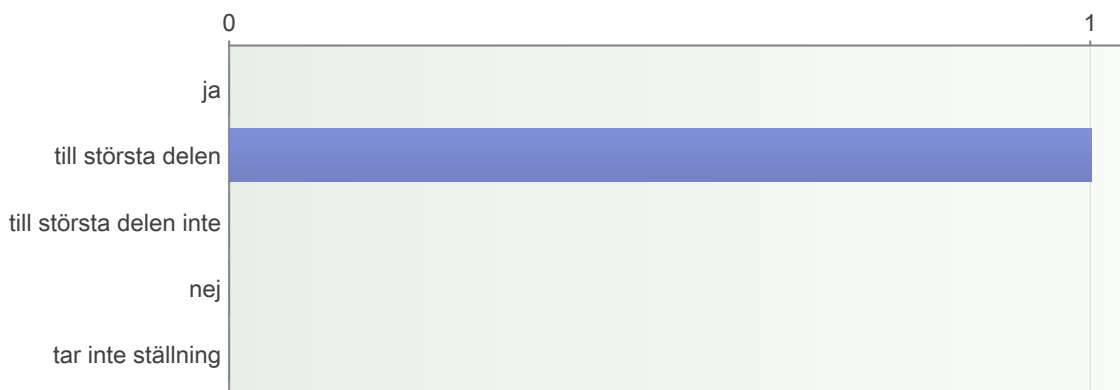 0 1
ja
till största delen
till största delen inte
nej
tar inte ställning